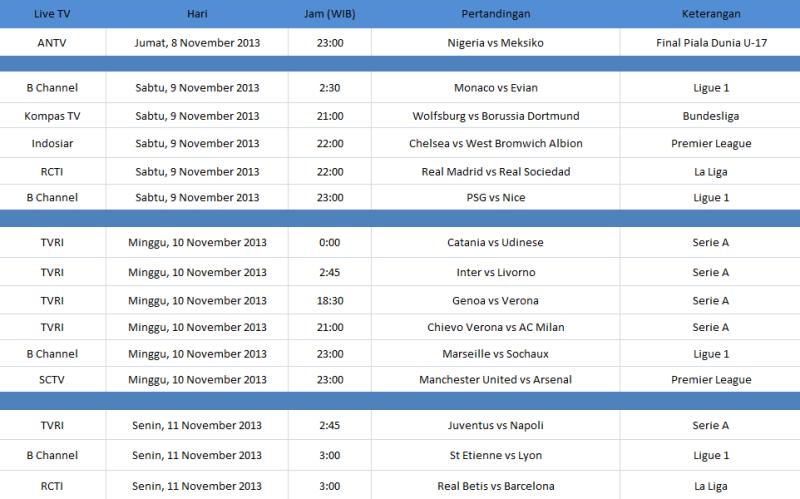 Live TV Hari Jam (WIB) Pertandingan Keterangan
ANTV Jumat, 8 November 2013 23:00 Nigeria vs Meksiko Final Piala Dunia U-17
B Channel Sabtu, 9 November 2013 2:30 Monaco vs Evian Ligue 1
Kompas TV Sabtu, 9 November 2013 21:00 Wolfsburg vs Borussia Dortmund Bundesliga
Indosiar Sabtu, 9 November 2013 22:00 Chelsea vs West Bromwich Albion Premier League
RCTI Sabtu, 9 November 2013 22:00 Real Madrid vs Real Sociedad La Liga
B Channel Sabtu, 9 November 2013 23:00 PSG vs Nice Ligue 1
TVRI Minggu, 10 November 2013 0:00 Catania vs Udinese Serie A
TVRI Minggu, 10 November 2013 2:45 Inter vs Livorno Serie A
TVRI Minggu, 10 November 2013 18:30 Genoa vs Verona Serie A
TVRI Minggu, 10 November 2013 21:00 Chievo Verona vs AC Milan Serie A
B Channel Minggu, 10 November 2013 23:00 Marseille vs Sochaux Ligue 1
SCTV Minggu, 10 November 2013 23:00 Manchester United vs Arsenal Premier League
TVRI Senin, 11 November 2013 2:45 Juventus vs Napoli Serie A
B Channel Senin, 11 November 2013 3:00 St Etienne vs Lyon Ligue 1
RCTI Senin, 11 November 2013 3:00 Real Betis vs Barcelona La Liga